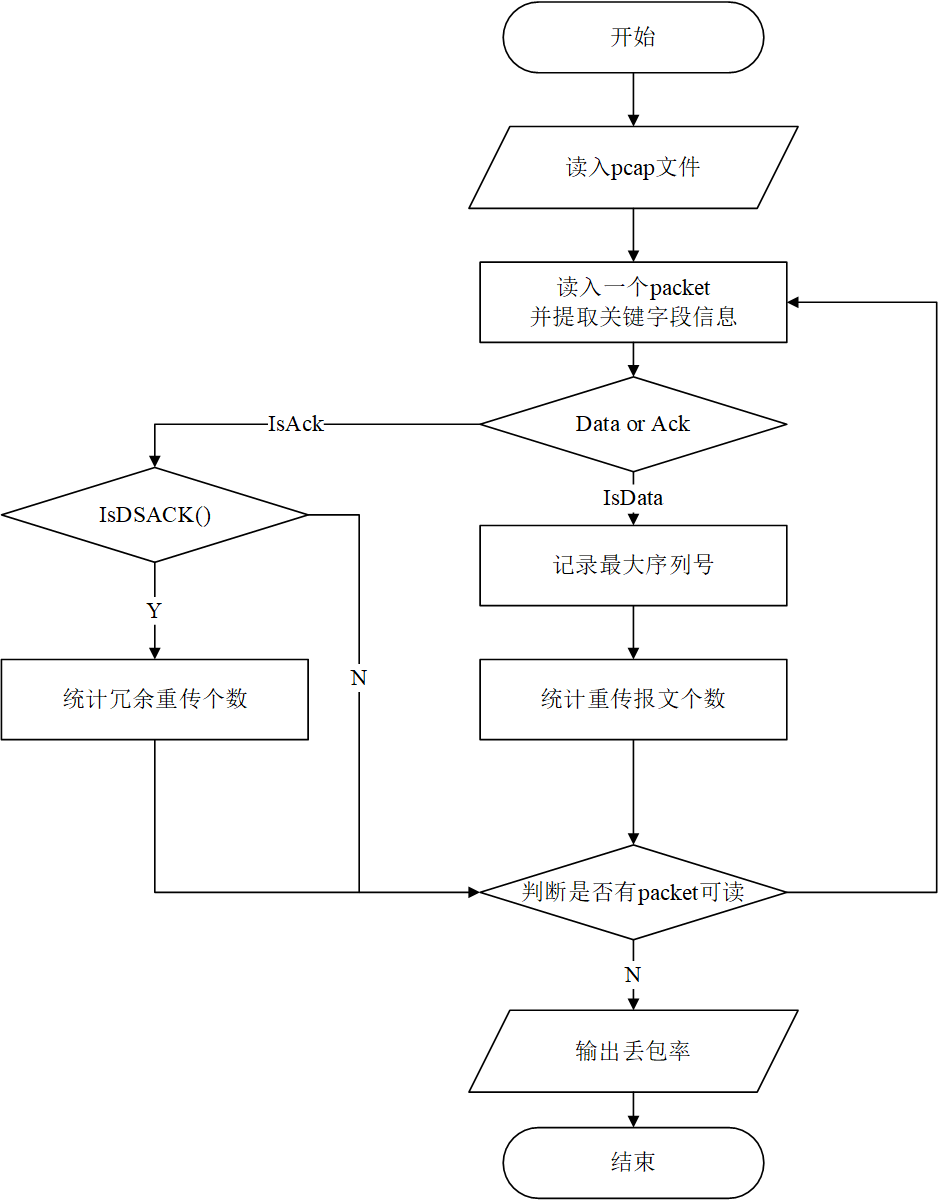 开始
读入pcap文件
读入一个packet
并提取关键字段信息
Data or Ack
IsAck
IsData
IsDSACK()
记录最大序列号
Y
N
统计冗余重传个数
统计重传报文个数
判断是否有packet可读
N
输出丢包率
结束